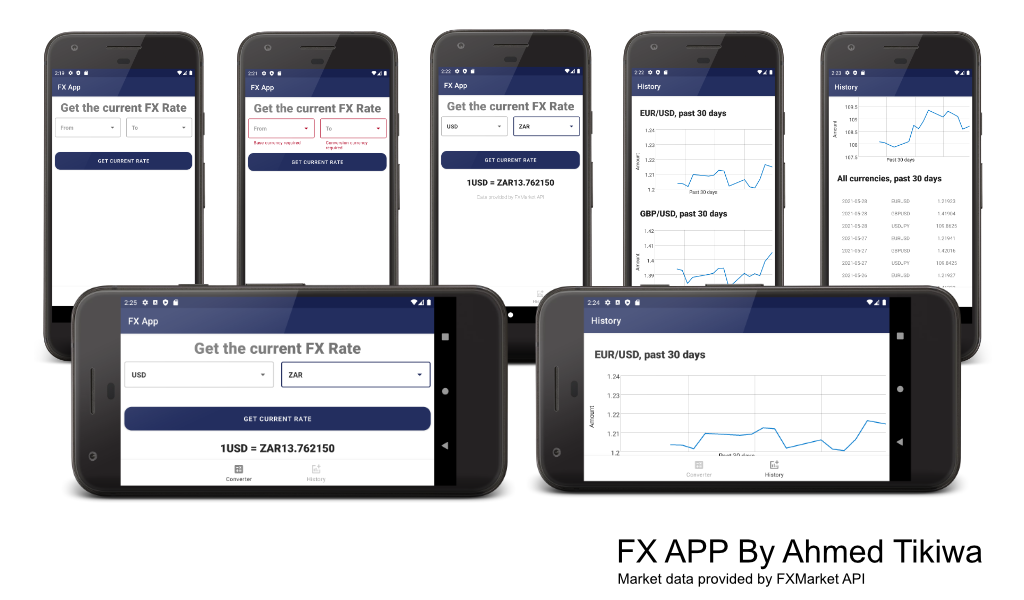 2:19
FX App
Get the current FX Rate
From
To
GET CURRENT RATE
2:21
FX App
Get the current FX Rate
From
To
Base currency required
Conversion currency
required
GET CURRENT RATE
2:23
FX App
Get the current FX Rate
USD
ZAR
GET CURRENT RATE
1USD = ZAR13.762150
Data provided by FXMarket API
2:22
History
EUR/USD, past 30 days
1.24
1.23
1.22
1.21
1.2
Amount
Past 30 days
GBP/USD, past 30 days
1.42
1.41
1.4
1.39
Amount
2:23
History
109.5
109
108.5
108
107.5
Amount
Past 30 days
All currencies, past 30 days
2021-05-28 EURUSD 1.21933
2021-05-28 GBPUSD 1.41904
2021-05-28 USDJPY 109.8625
2021-05-27 EURUSD 1.21941
2021-05-27 GBPUSD 1.42016
2021-05-27 USDJPY 109.8425
2021-05-26 EURUSD 1.21927
2:25
FX App
Get the current FX Rate
USD
ZAR
GET CURRENT RATE
1USD = ZAR13.762150
Converter
History
2:24
History
EUR/USD, past 30 days
1.24
1.23
1.22
1.21
1.2
Amount
Past 30 days
Converter
History
FX APP By Ahmed Tikiwa
Market data provided by FXMarket API